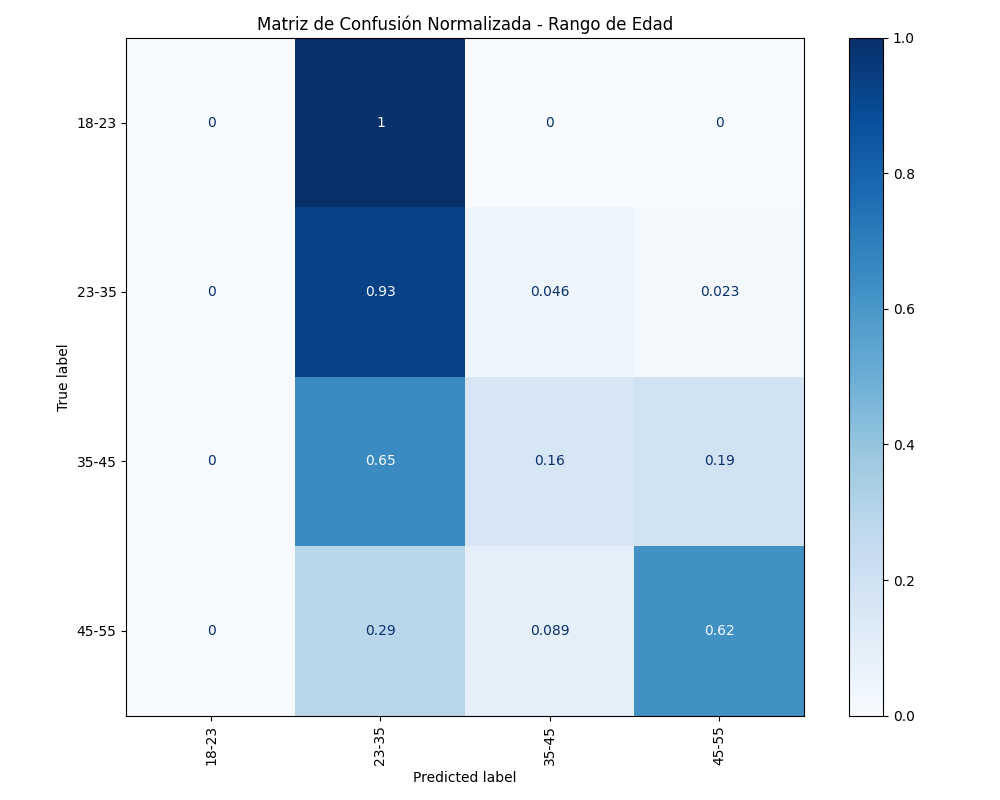 Matriz de Confusión Normalizada - Rango de Edad
1.0
18-23 0 1 0 0
0.8
23-35 0 0.93 0.046 0.023
0.6
True label
0.4
35-45 0 0.65 0.16 0.19
0.2
45-55 0 0.29 0.089 0.62
0.0
18-23 23-35 35-45 45-55
Predicted label